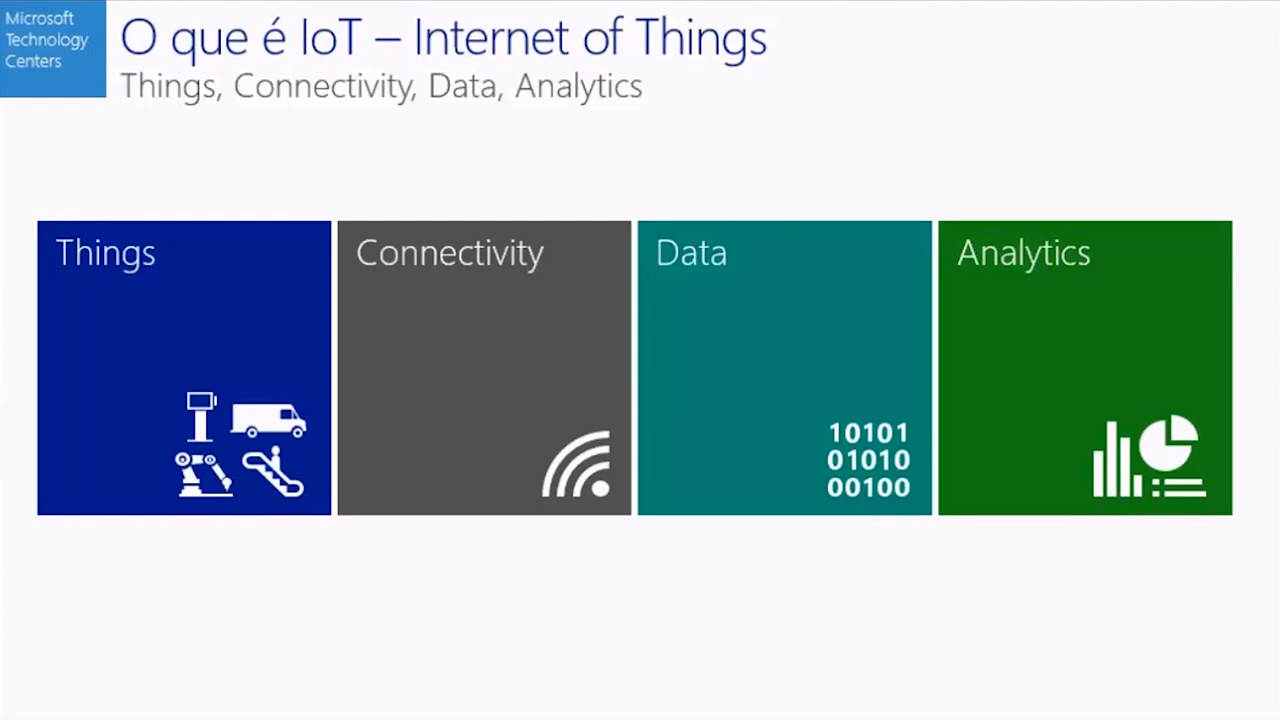 Microsoft
Technology
Centers
O que é IoT – Internet of Things
Things, Connectivity, Data, Analytics
Things
Connectivity
Data
Analytics
10101
01010
00100